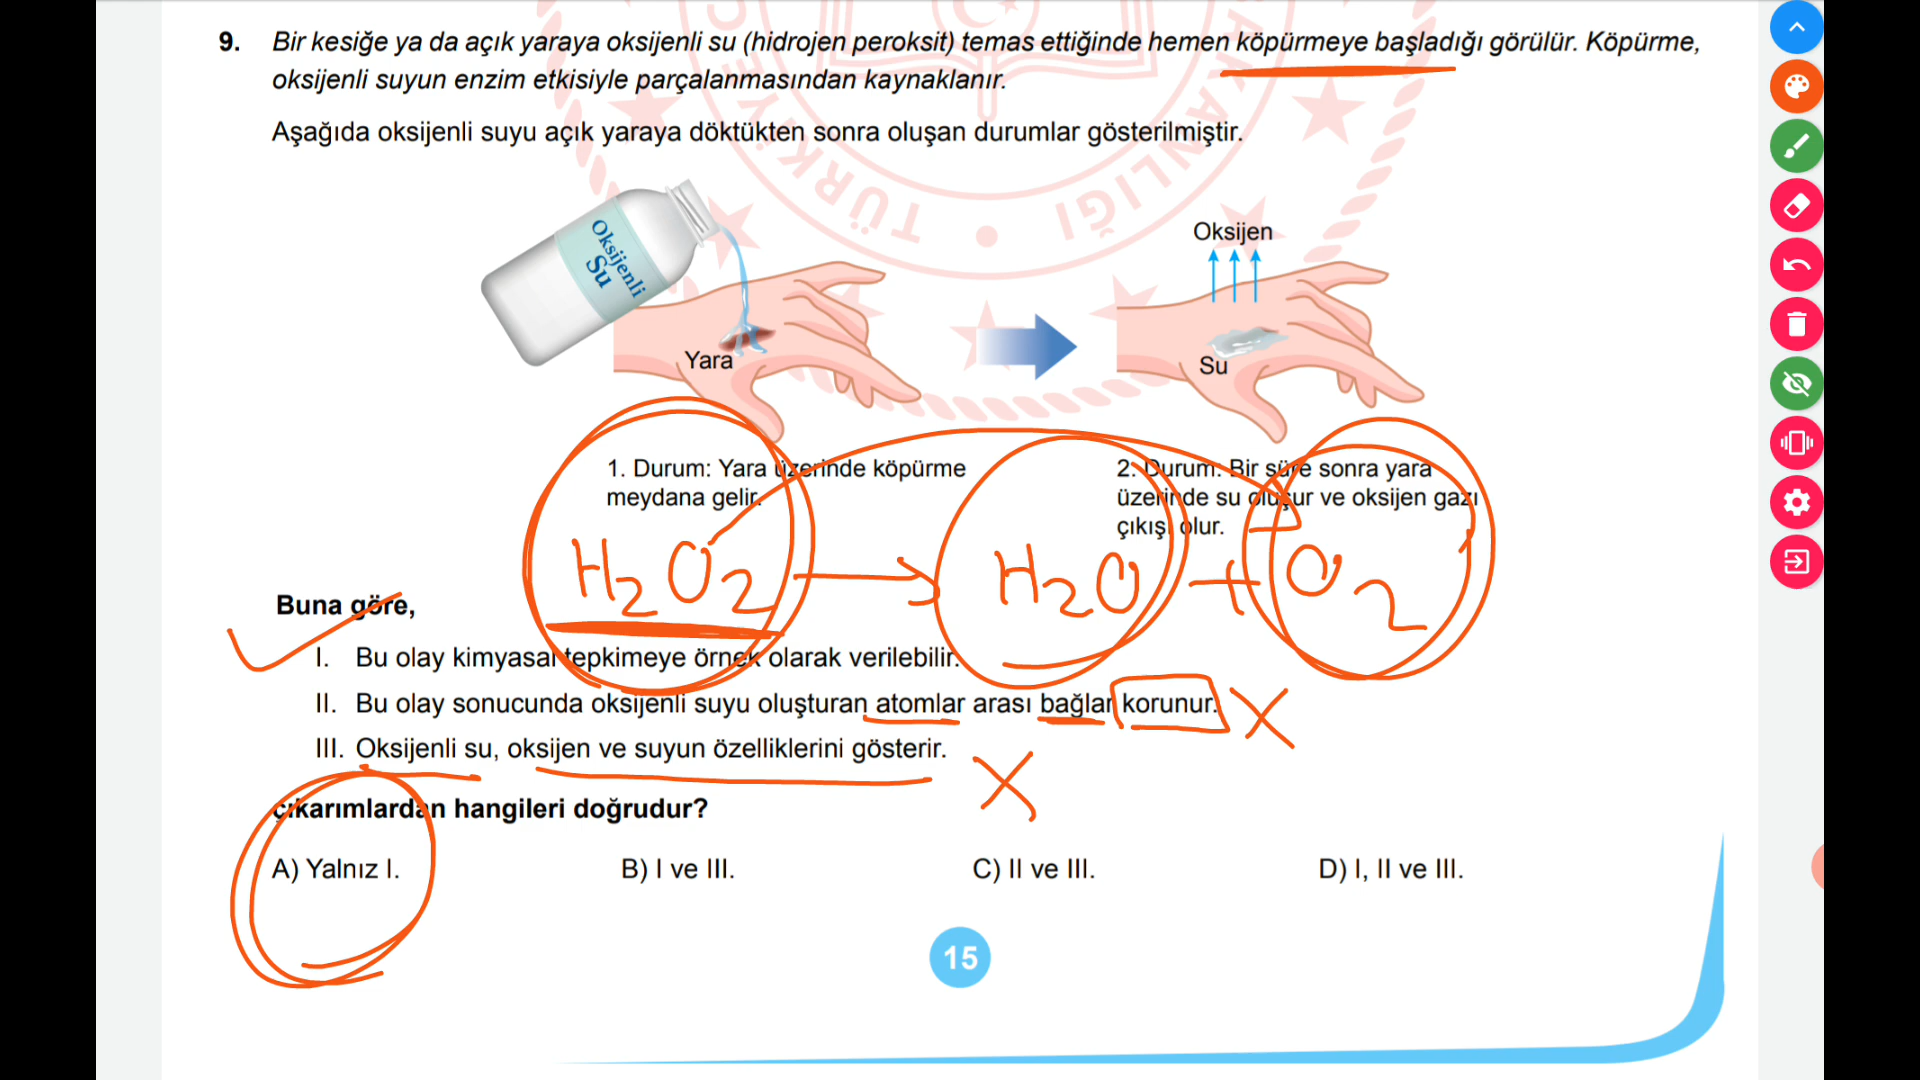 9. Bir kesiğe ya da açık yaraya oksijenli su (hidrojen peroksit) temas ettiğinde hemen köpürmeye başladığı görülür. Köpürme,
oksijenli suyun enzim etkisiyle parçalanmasından kaynaklanır.
Aşağıda oksijenli suyu açık yaraya döktükten sonra oluşan durumlar gösterilmiştir.
TÜRKİYE
Oksijenli
Su
Yara
Oksijen
Su
1. Durum: Yara üzerinde köpürme
meydana gelir.
2. Durum: Bir süre sonra yara
üzerinde su oluşur ve oksijen gazı
çıkışı olur.
H2O2 → H2O + O2
Buna göre,
I. Bu olay kimyasal tepkimeye örnek olarak verilebilir.
II. Bu olay sonucunda oksijenli suyu oluşturan atomlar arası bağlar korunur.
III. Oksijenli su, oksijen ve suyun özelliklerini gösterir.
çıkarımlardan hangileri doğrudur?
A) Yalnız I. B) I ve III. C) II ve III. D) I, II ve III.
15